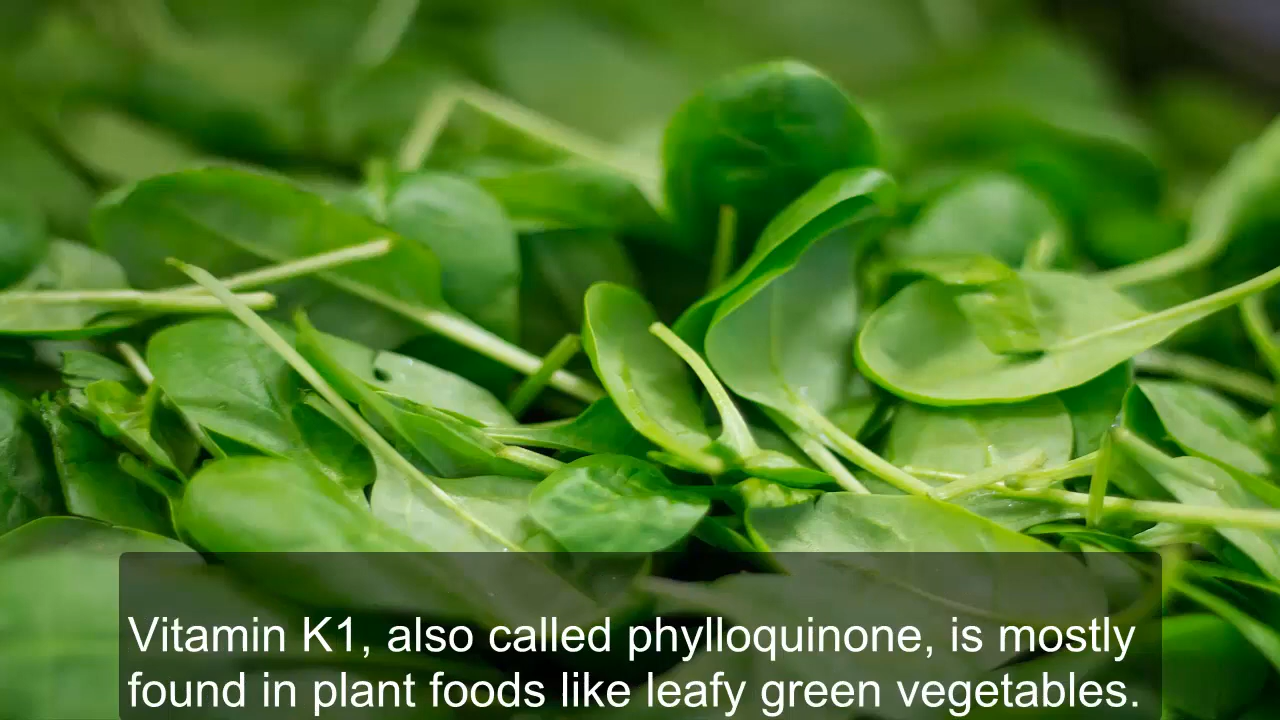 Vitamin K1, also called phylloquinone, is mostly
found in plant foods like leafy green vegetables.